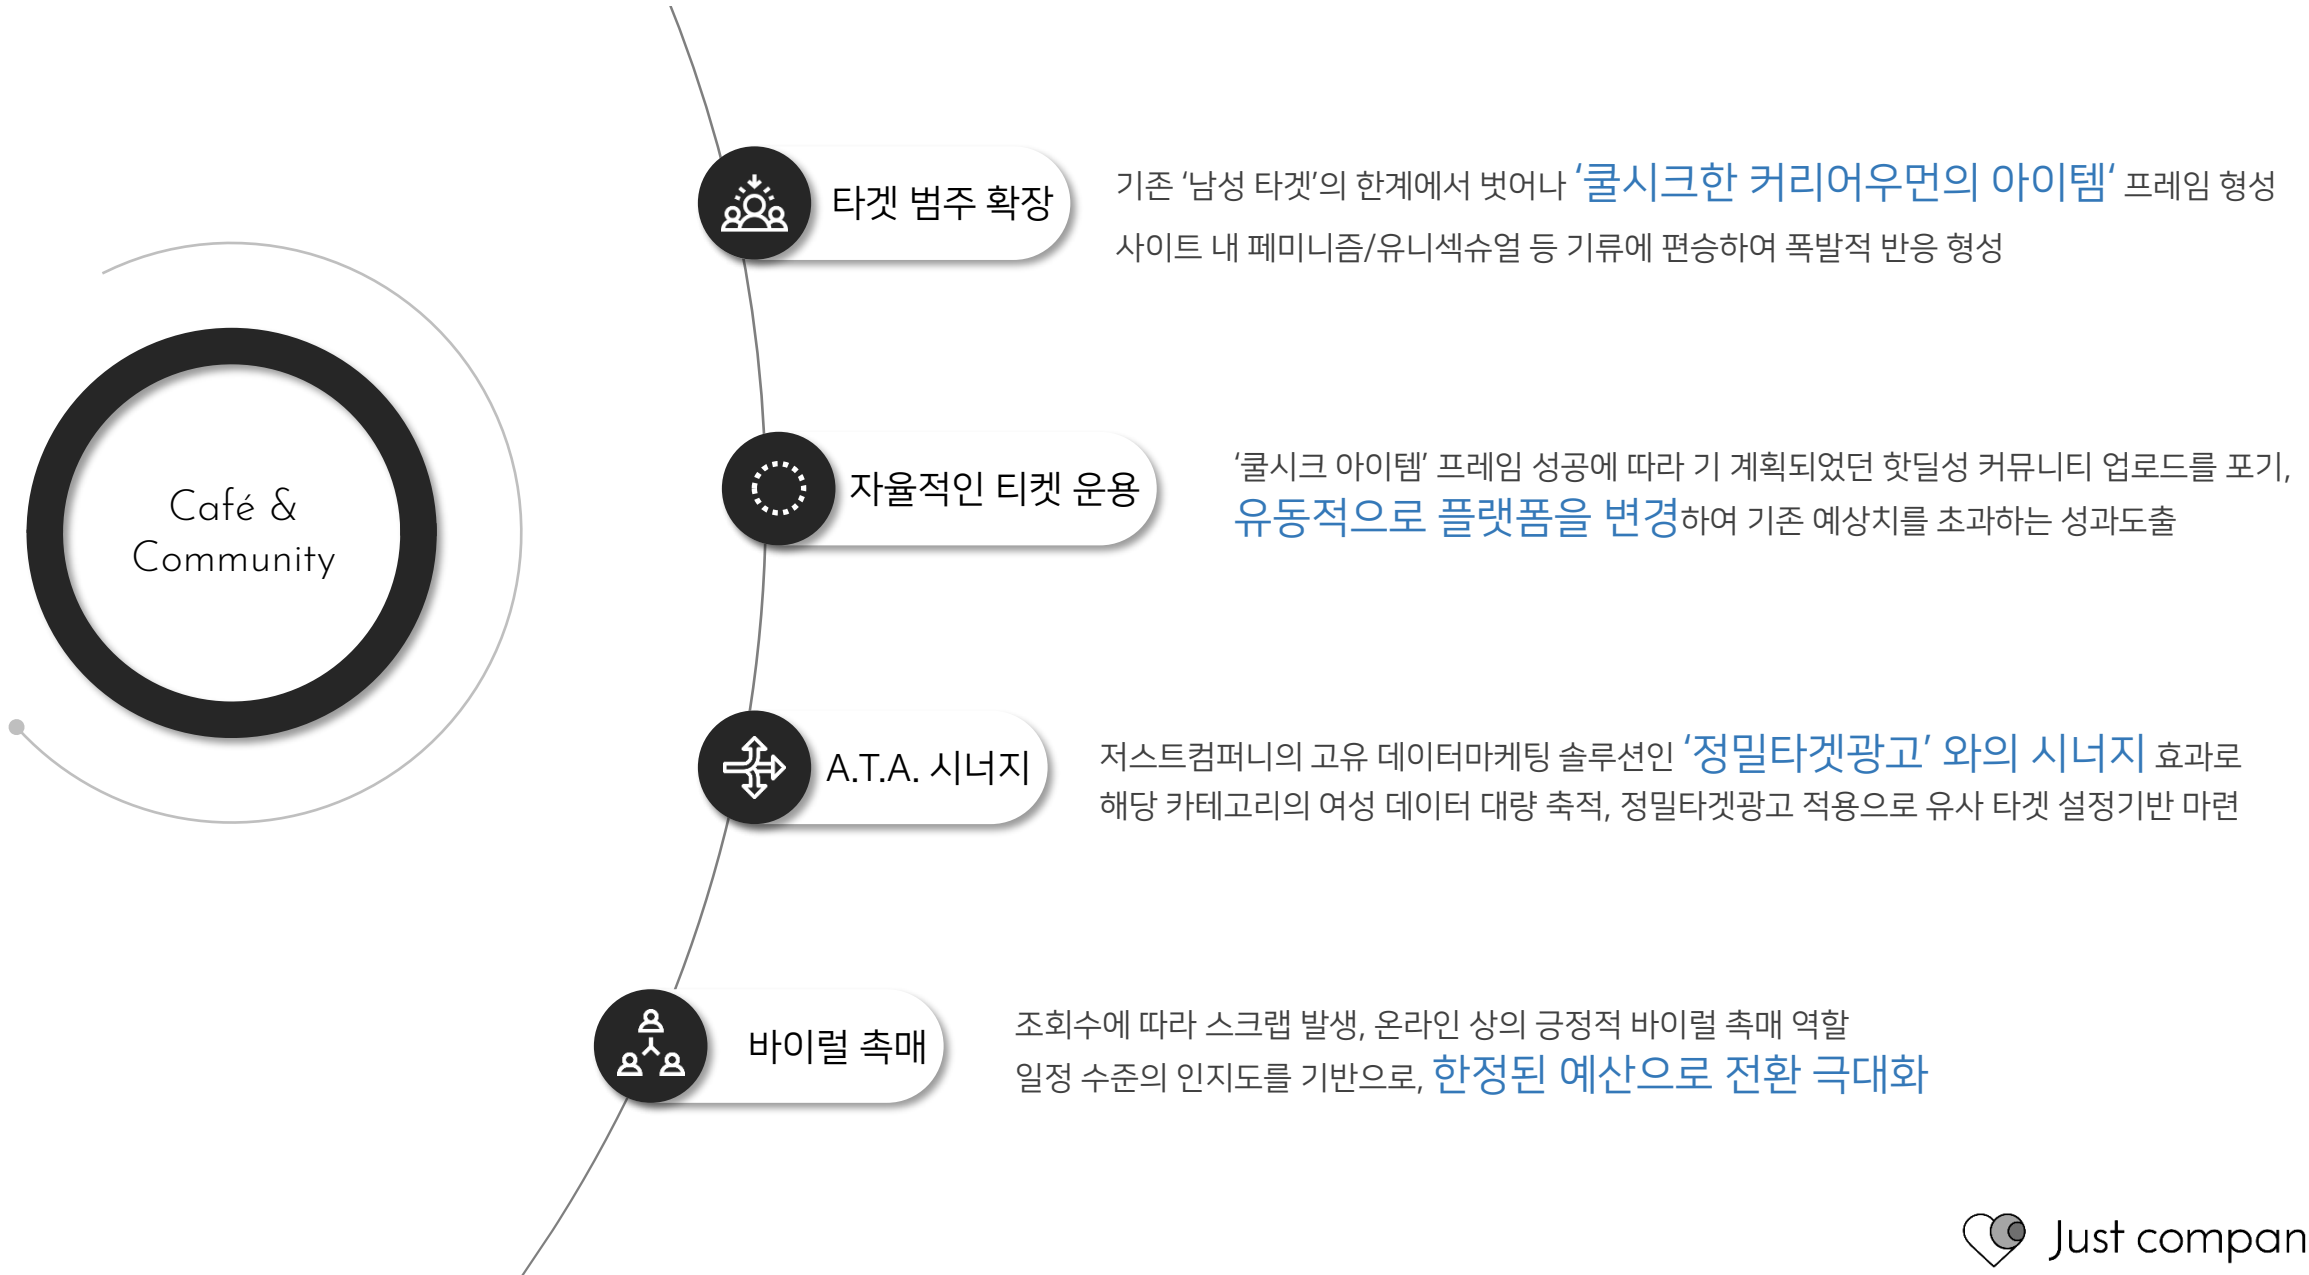 Café &
Community
타겟 범주 확장
기존 ‘남성 타겟’의 한계에서 벗어나 ‘쿨시크한 커리어우먼의 아이템‘ 프레임 형성
사이트 내 페미니즘/유니섹슈얼 등 기류에 편승하여 폭발적 반응 형성
자율적인 티켓 운용
‘쿨시크 아이템’ 프레임 성공에 따라 기 계획되었던 핫딜성 커뮤니티 업로드를 포기,
유동적으로 플랫폼을 변경하여 기존 예상치를 초과하는 성과도출
A.T.A. 시너지
저스트컴퍼니의 고유 데이터마케팅 솔루션인 ‘정밀타겟광고’ 와의 시너지 효과로
해당 카테고리의 여성 데이터 대량 축적, 정밀타겟광고 적용으로 유사 타겟 설정기반 마련
바이럴 촉매
조회수에 따라 스크랩 발생, 온라인 상의 긍정적 바이럴 촉매 역할
일정 수준의 인지도를 기반으로, 한정된 예산으로 전환 극대화
Just compan